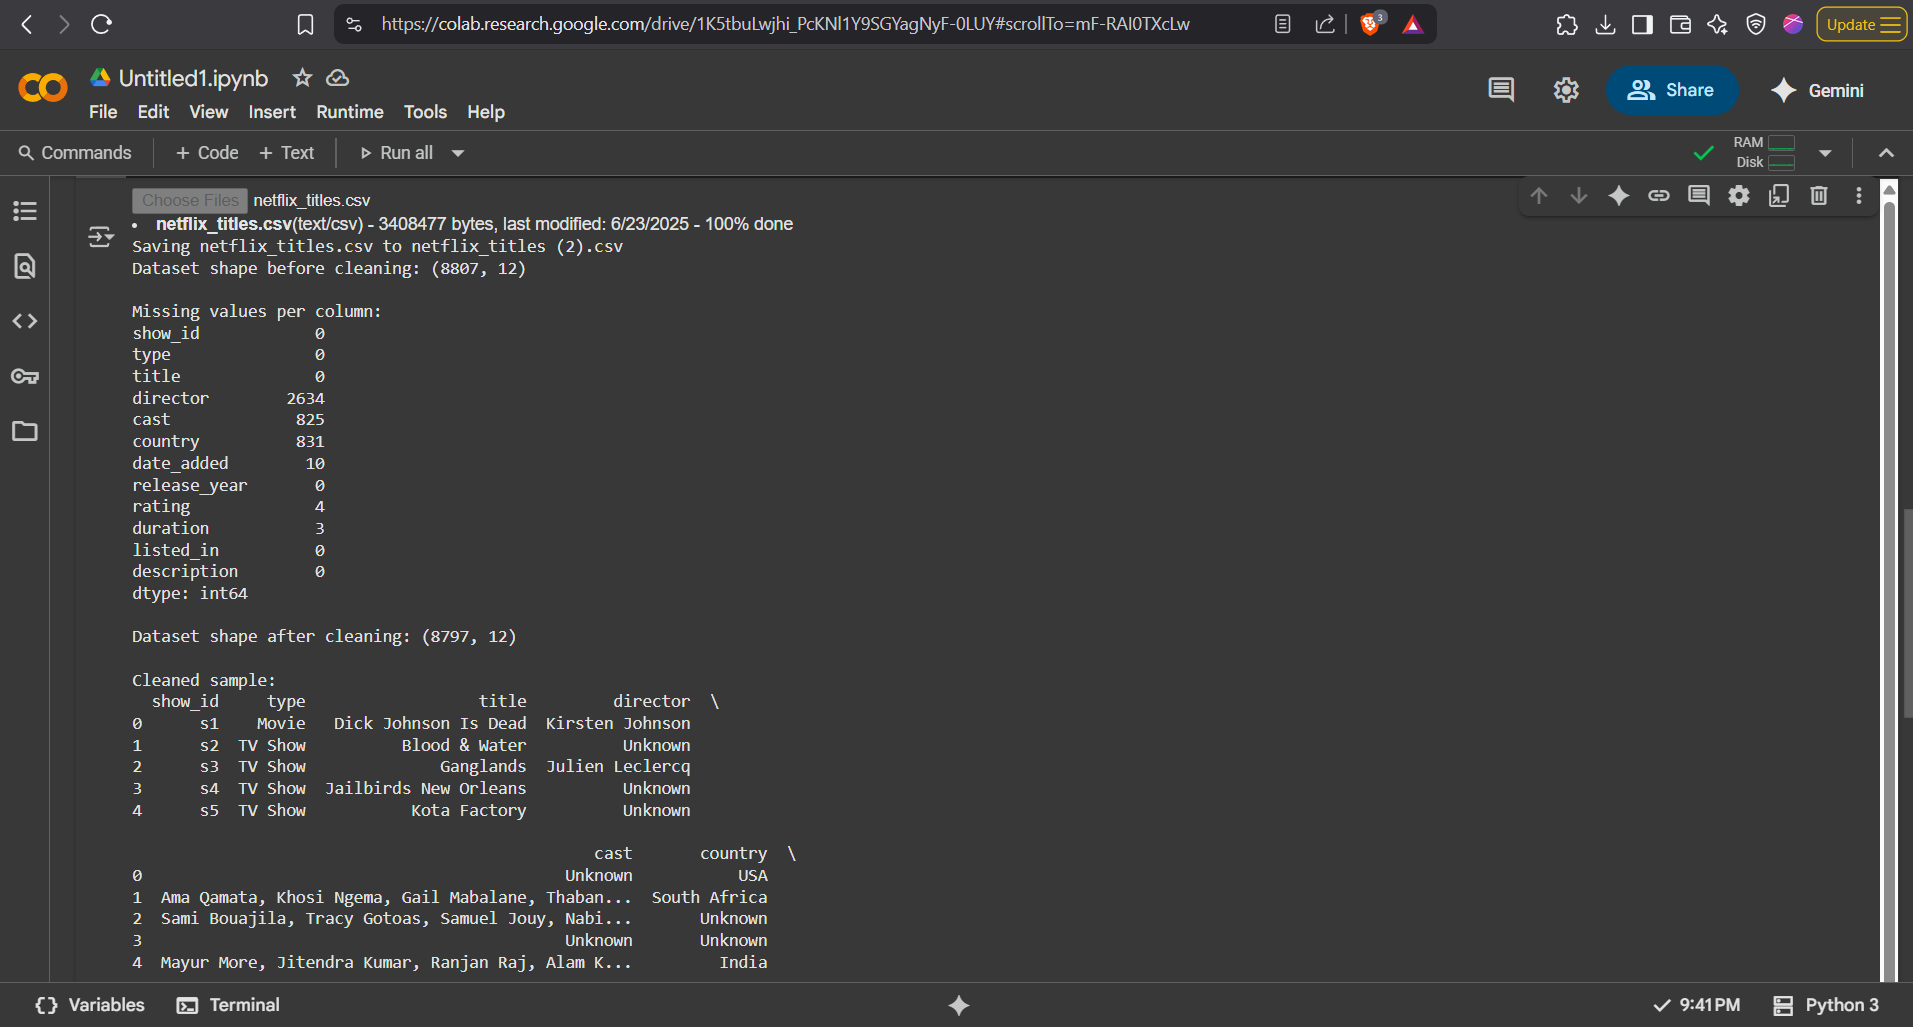 https://colab.research.google.com/drive/1K5tbuLwjhi_PcKNl1Y9SGYagNyF-0LUY#scrollTo=mF-RAI0TXcLw
3
Update
Untitled1.ipynb
File Edit View Insert Runtime Tools Help
Share
Gemini
Commands + Code + Text Run all
RAM
Disk
Choose Files netflix_titles.csv
• netflix_titles.csv(text/csv) - 3408477 bytes, last modified: 6/23/2025 - 100% done
Saving netflix_titles.csv to netflix_titles (2).csv
Dataset shape before cleaning: (8807, 12)
Missing values per column:
show_id 0
type 0
title 0
director 2634
cast 825
country 831
date_added 10
release_year 0
rating 4
duration 3
listed_in 0
description 0
dtype: int64
Dataset shape after cleaning: (8797, 12)
Cleaned sample:
show_id type title director \
0 s1 Movie Dick Johnson Is Dead Kirsten Johnson
1 s2 TV Show Blood & Water Unknown
2 s3 TV Show Ganglands Julien Leclercq
3 s4 TV Show Jailbirds New Orleans Unknown
4 s5 TV Show Kota Factory Unknown
cast country \
0 Unknown USA
1 Ama Qamata, Khosi Ngema, Gail Mabalane, Thaban... South Africa
2 Sami Bouajila, Tracy Gotoas, Samuel Jouy, Nabi... Unknown
3 Unknown Unknown
4 Mayur More, Jitendra Kumar, Ranjan Raj, Alam K... India
Variables Terminal
9:41 PM Python 3